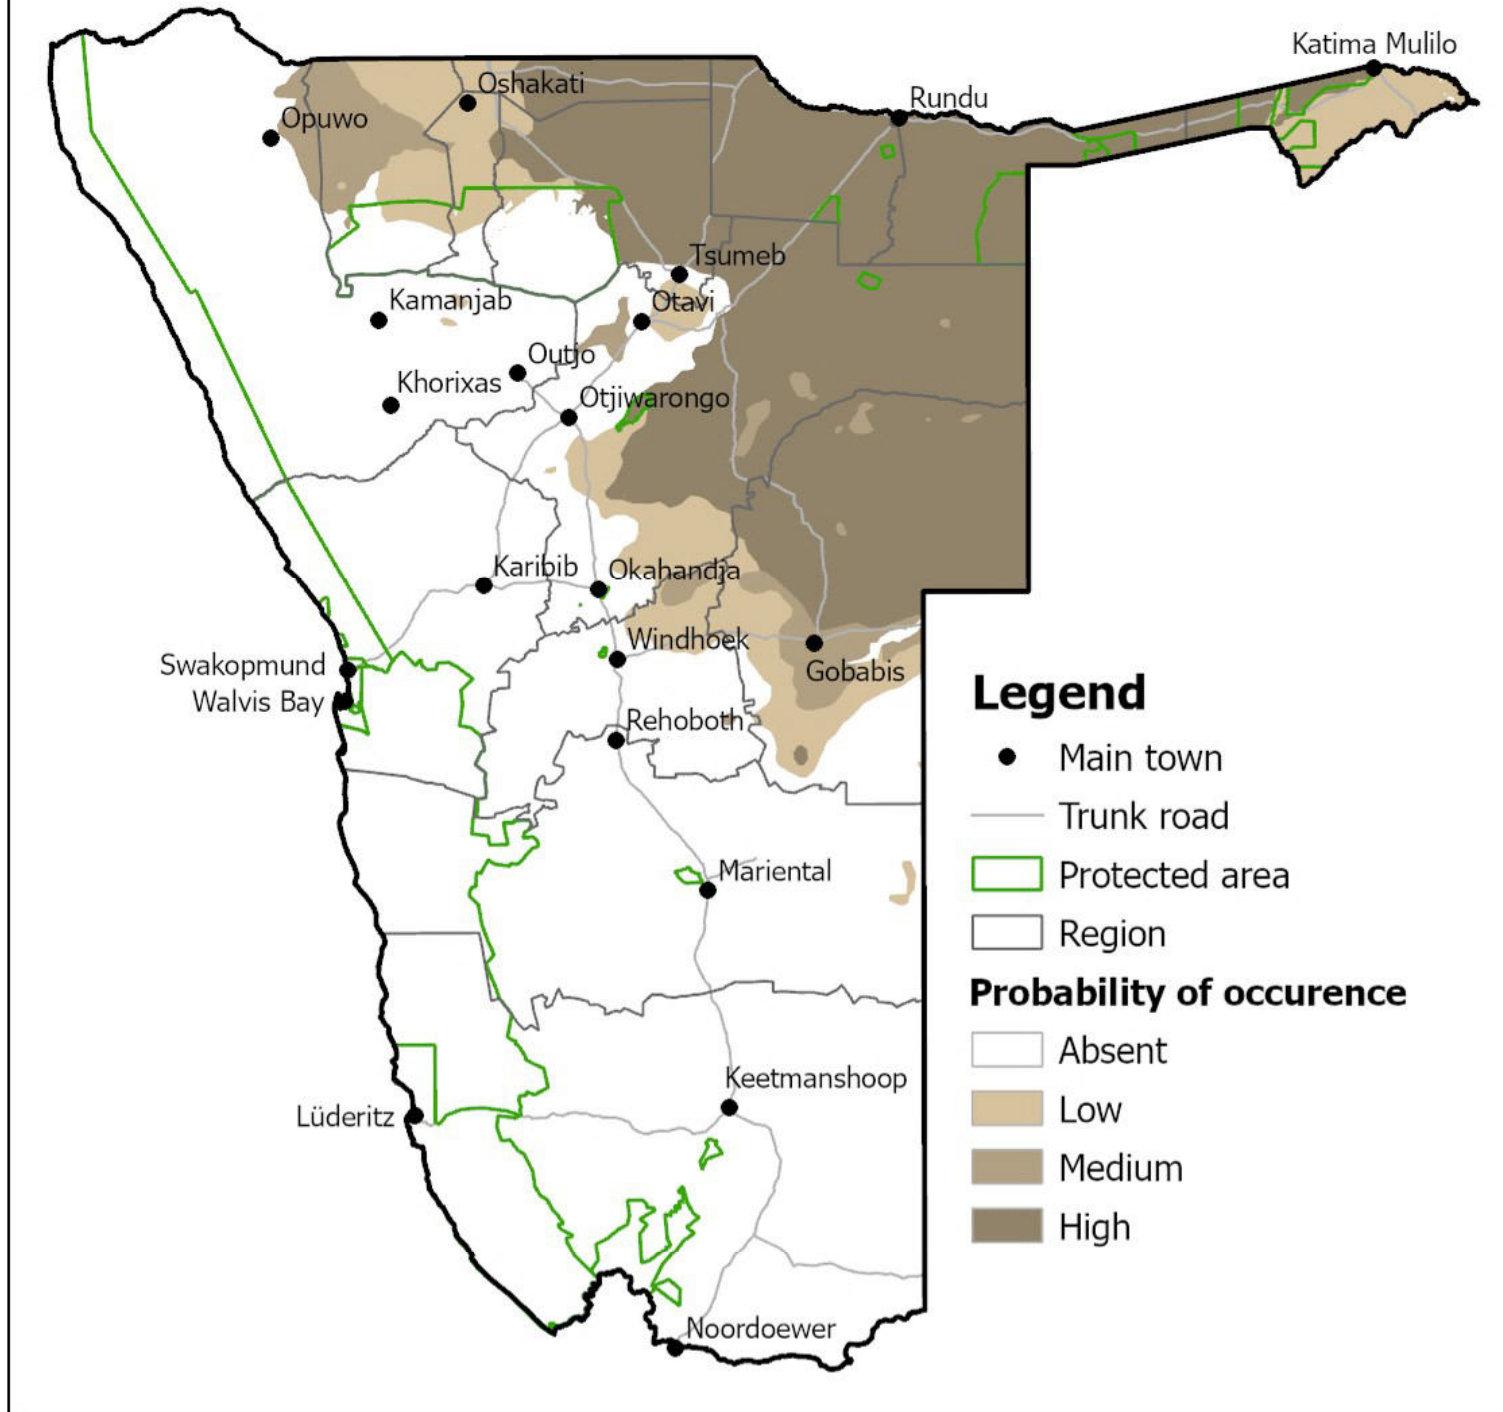 Katima Mulilo
Oshakati
Rundu
Opuwo
Tsumeb
Kamanjab
Otavi
Outjo
Khorixas
Otjiwarongo
Karibib
Okahandja
Windhoek
Swakopmund
Gobabis
Walvis Bay
Rehoboth
Mariental
Keetmanshoop
Lüderitz
Noordoewer
Legend
Main town
Trunk road
Protected area
Region
Probability of occurence
Absent
Low
Medium
High